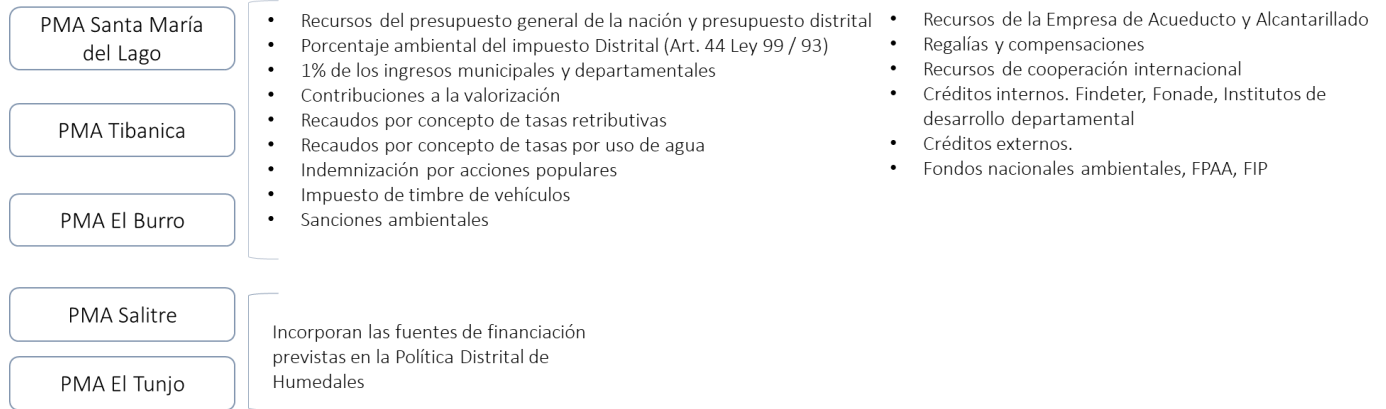 PMA Santa María
del Lago
PMA Tibanica
PMA El Burro
• Recursos del presupuesto general de la nación y presupuesto distrital
• Porcentaje ambiental del impuesto Distrital (Art. 44 Ley 99 / 93)
• 1% de los ingresos municipales y departamentales
• Contribuciones a la valorización
• Recaudos por concepto de tasas retributivas
• Recaudos por concepto de tasas por uso de agua
• Indemnización por acciones populares
• Impuesto de timbre de vehículos
• Sanciones ambientales
• Recursos de la Empresa de Acueducto y Alcantarillado
• Regalías y compensaciones
• Recursos de cooperación internacional
• Créditos internos. Findeter, Fonade, Institutos de
desarrollo departamental
• Créditos externos.
• Fondos nacionales ambientales, FPAA, FIP
PMA Salitre
PMA El Tunjo
Incorporan las fuentes de financiación
previstas en la Política Distrital de
Humedales